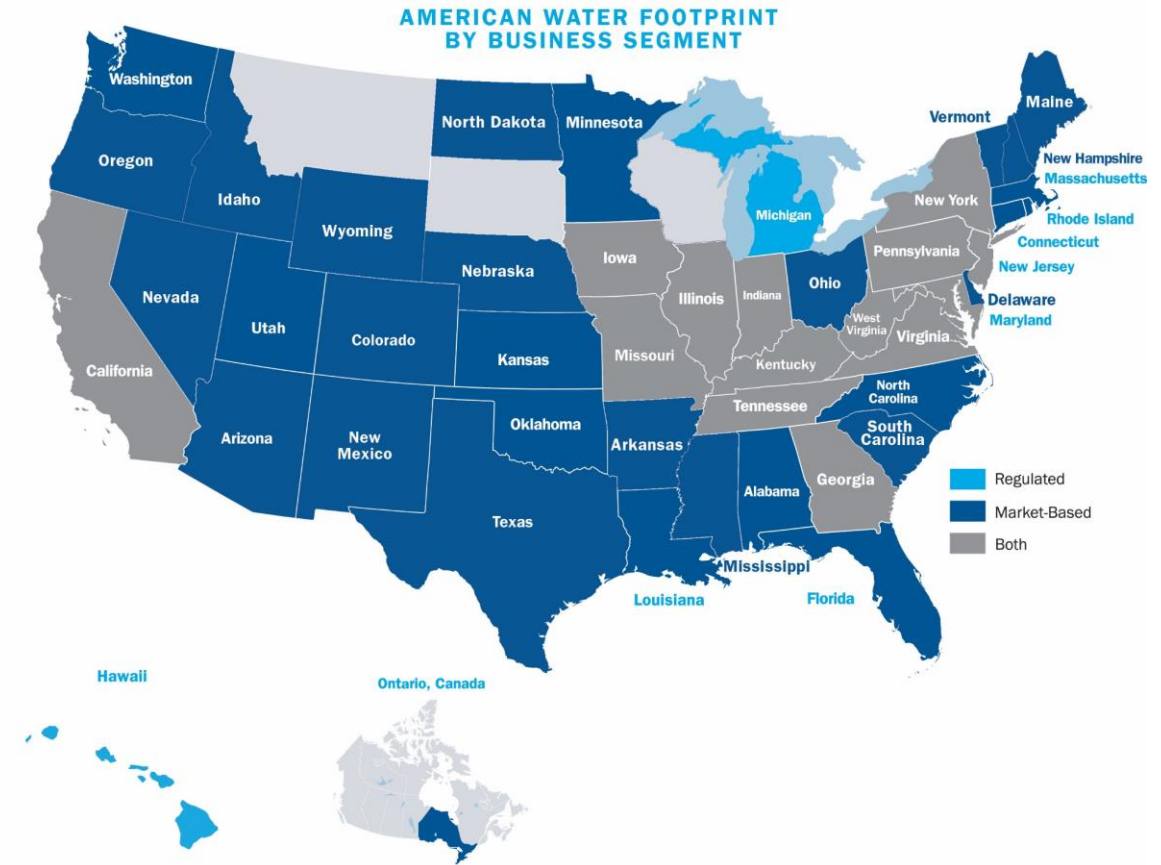 AMERICAN WATER FOOTPRINT
BY BUSINESS SEGMENT
Washington
Oregon
Idaho
Wyoming
North Dakota
Minnesota
Nebraska
Nevada
Utah
Colorado
Kansas
California
Arizona
New
Mexico
Oklahoma
Texas
Iowa
Missouri
Arkansas
Illinois
Indiana
Michigan
Ohio
Kentucky
Tennessee
West
Virginia
Virginia
Pennsylvania
New York
Vermont
Maine
New Hampshire
Massachusetts
Rhode Island
Connecticut
New Jersey
Delaware
Maryland
North
Carolina
South
Carolina
Georgia
Alabama
Mississippi
Louisiana
Florida
Regulated
Market-Based
Both
Hawaii
Ontario, Canada